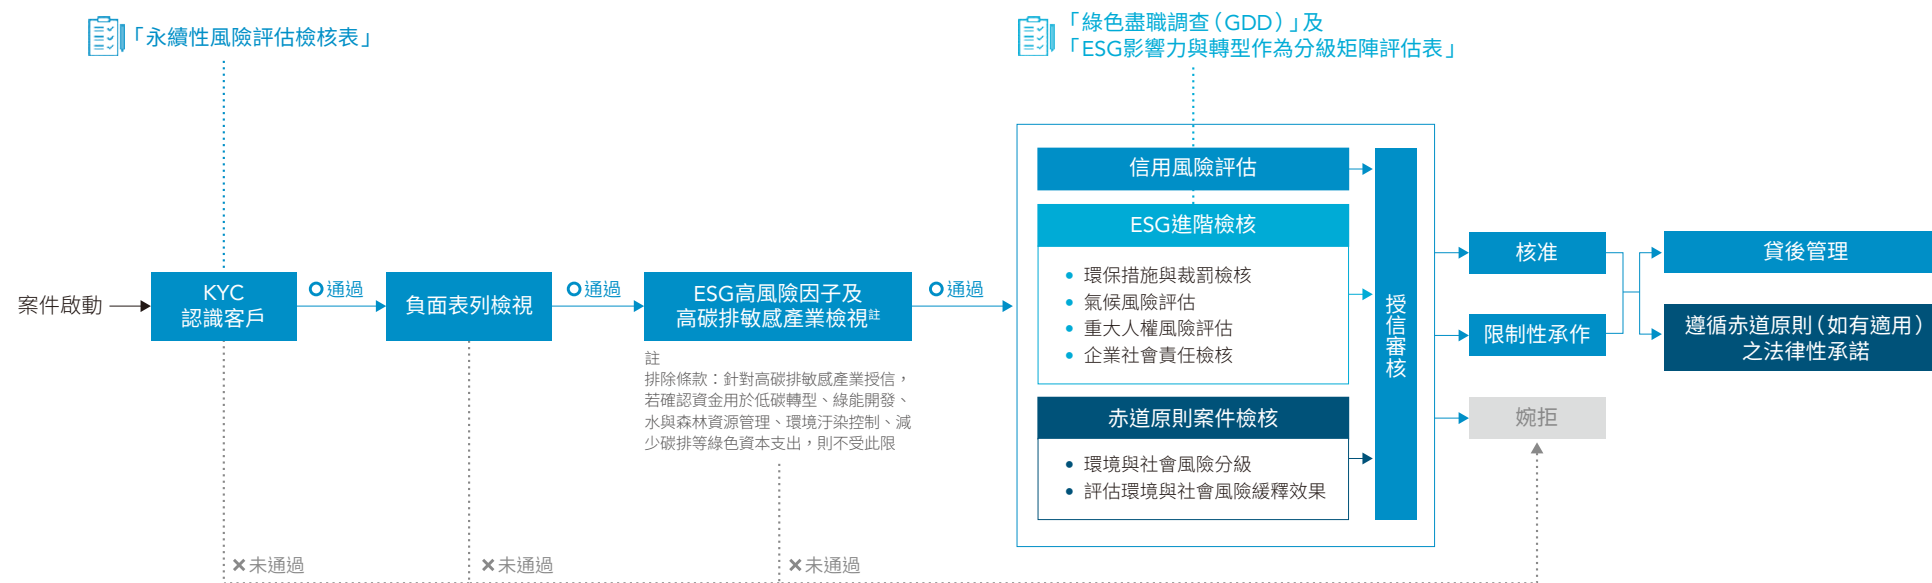 「永續性風險評估檢核表」
「綠色盡職調查（GDD）」及
「ESG影響力與轉型作為分級矩陣評估表」
案件啟動
KYC
認識客戶
通過
負面表列檢視
通過
ESG高風險因子及
高碳排敏感產業檢視註
通過
註
排除條款：針對高碳排敏感產業授信，
若確認資金用於低碳轉型、綠能開發、
水與森林資源管理、環境汙染控制、減
少碳排等綠色資本支出，則不受此限
信用風險評估
ESG進階檢核
• 環保措施與裁罰檢核
• 氣候風險評估
• 重大人權風險評估
• 企業社會責任檢核
赤道原則案件檢核
• 環境與社會風險分級
• 評估環境與社會風險緩釋效果
授信審核
核准
限制性承作
婉拒
貸後管理
遵循赤道原則（如有適用）
之法律性承諾
未通過
未通過
未通過